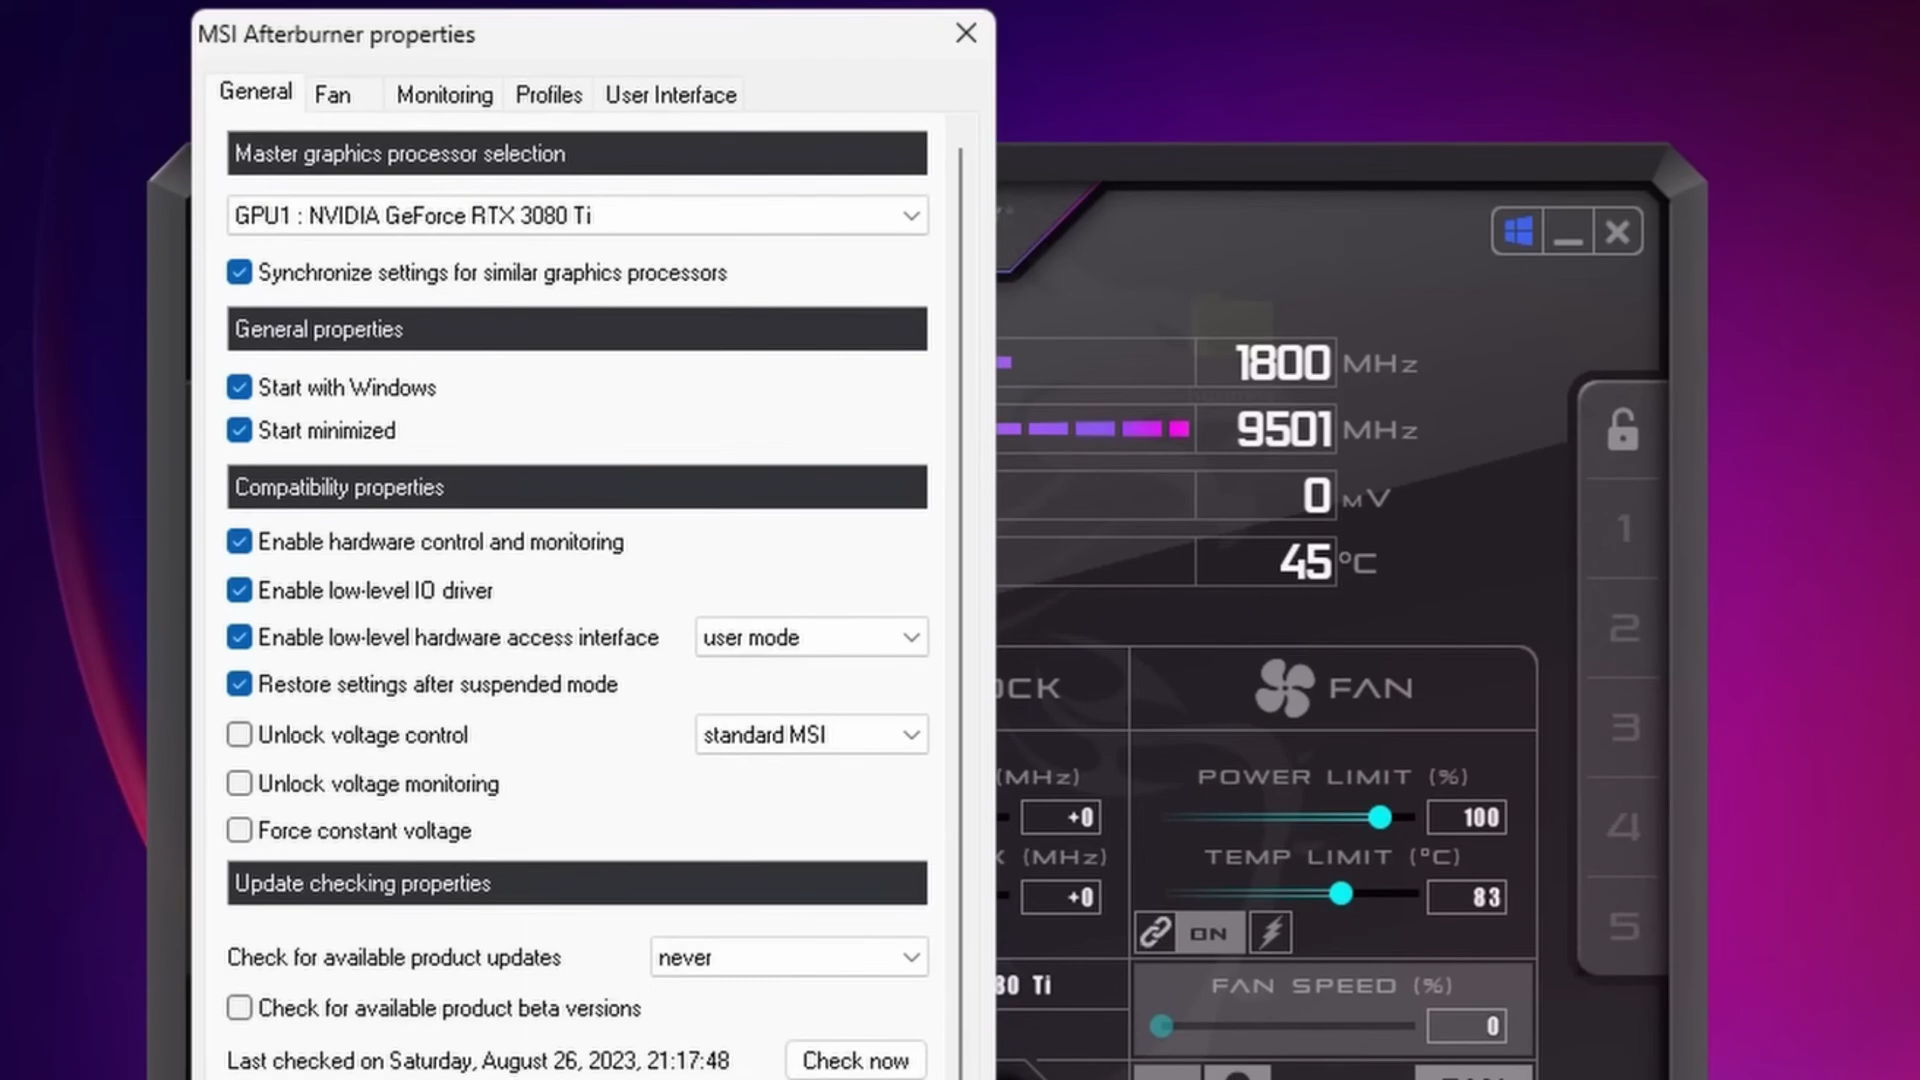 MSI Afterburner properties
General
Fan
Monitoring
Profiles
User Interface
Master graphics processor selection
GPU1 : NVIDIA GeForce RTX 3080 Ti
Synchronize settings for similar graphics processors
General properties
Start with Windows
Start minimized
Compatibility properties
Enable hardware control and monitoring
Enable low-level IO driver
Enable low-level hardware access interface
user mode
Restore settings after suspended mode
Unlock voltage control
standard MSI
Unlock voltage monitoring
Force constant voltage
Update checking properties
Check for available product updates
never
Check for available product beta versions
Last checked on Saturday, August 26, 2023, 21:17:48
Check now
1800 MHz
9501 MHz
0 mV
45 °C
1
2
3
4
5
OCK
FAN
(MHz)
+0
POWER LIMIT (%)
100
(MHz)
+0
TEMP LIMIT (°C)
83
ON
80 Ti
FAN SPEED (%)
0